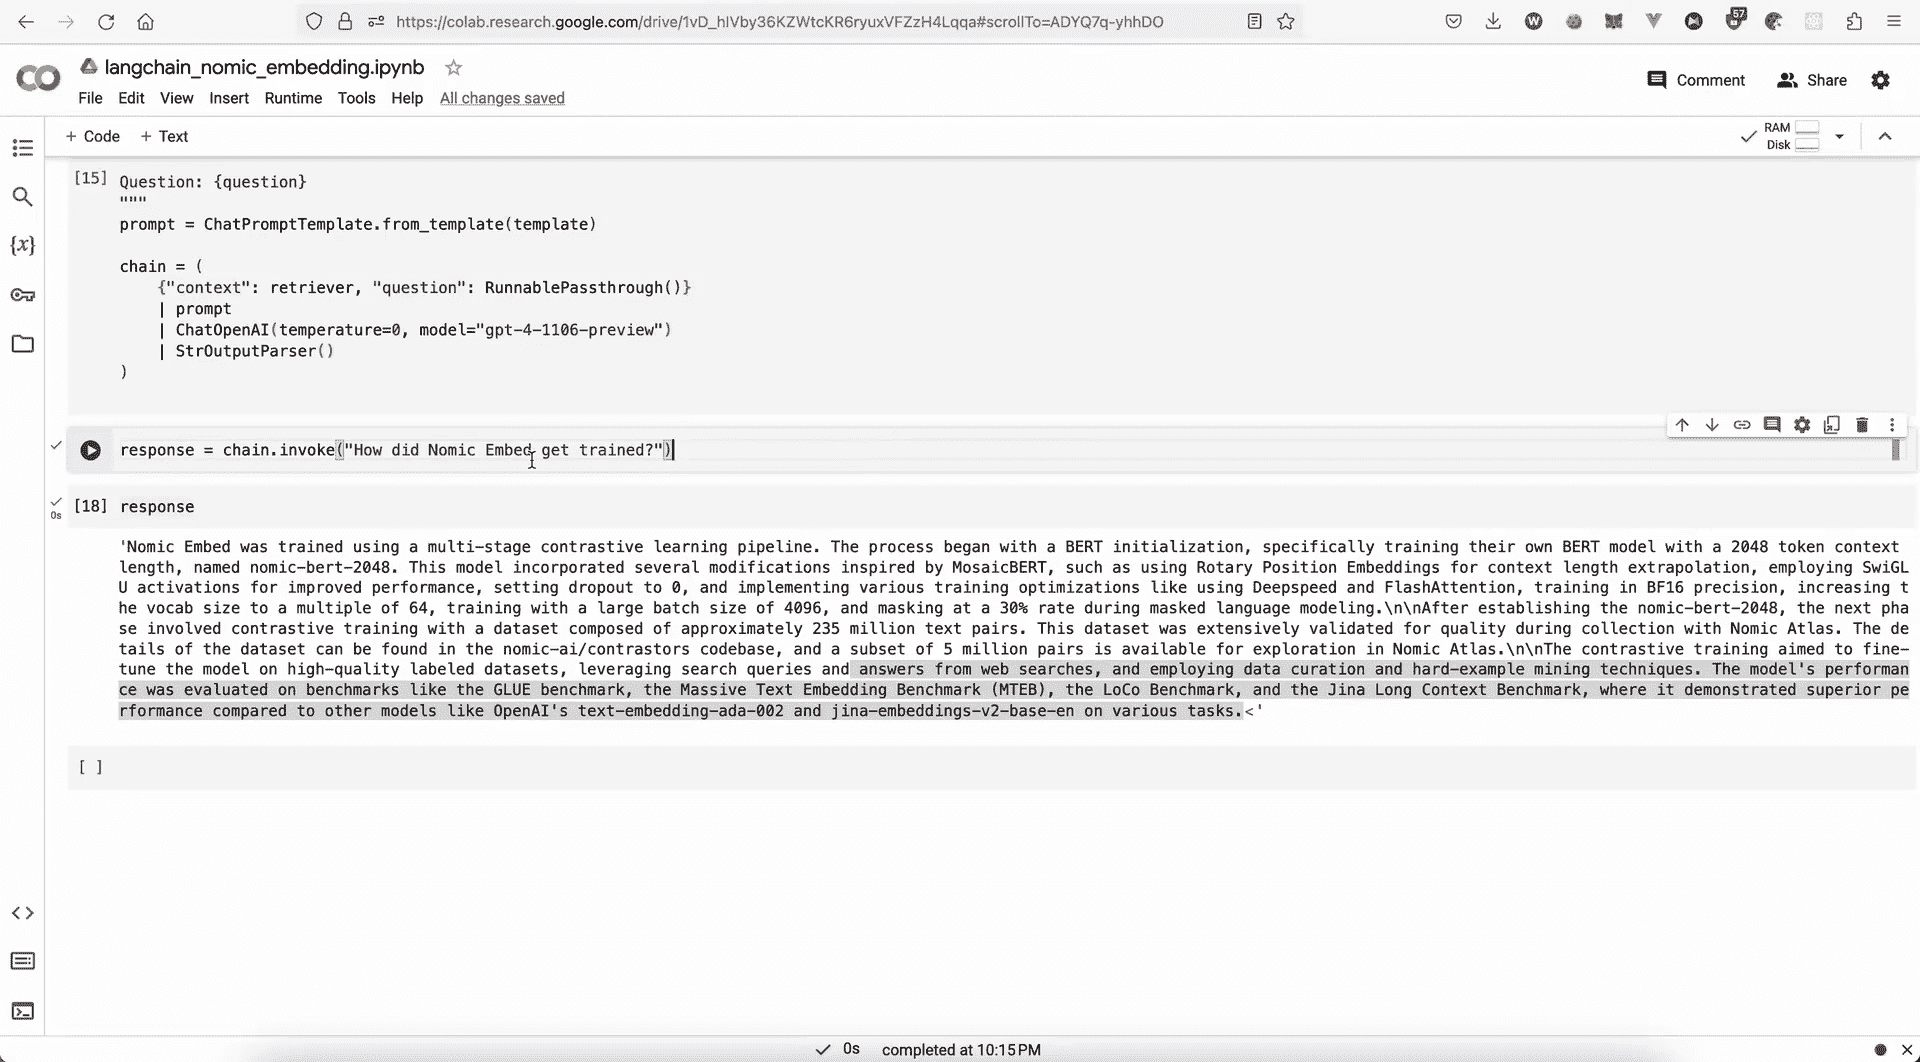 https://colab.research.google.com/drive/1vD_hlVby36KZWtcKR6ryuxVFZzH4Lqqa#scrollTo=ADYQ7q-yhhDO
57
langchain_nomic_embedding.ipynb
Comment
Share
File Edit View Insert Runtime Tools Help All changes saved
+ Code + Text
RAM
Disk
[15] Question: {question}
"""
prompt = ChatPromptTemplate.from_template(template)
chain = (
{"context": retriever, "question": RunnablePassthrough()}
| prompt
| ChatOpenAI(temperature=0, model="gpt-4-1106-preview")
| StrOutputParser()
)
response = chain.invoke("How did Nomic Embed get trained?")
0s [18] response
'Nomic Embed was trained using a multi-stage contrastive learning pipeline. The process began with a BERT initialization, specifically training their own BERT model with a 2048 token context
length, named nomic-bert-2048. This model incorporated several modifications inspired by MosaicBERT, such as using Rotary Position Embeddings for context length extrapolation, employing SwiGL
U activations for improved performance, setting dropout to 0, and implementing various training optimizations like using Deepspeed and FlashAttention, training in BF16 precision, increasing t
he vocab size to a multiple of 64, training with a large batch size of 4096, and masking at a 30% rate during masked language modeling.\n\nAfter establishing the nomic-bert-2048, the next pha
se involved contrastive training with a dataset composed of approximately 235 million text pairs. This dataset was extensively validated for quality during collection with Nomic Atlas. The de
tails of the dataset can be found in the nomic-ai/contrastors codebase, and a subset of 5 million pairs is available for exploration in Nomic Atlas.\n\nThe contrastive training aimed to fine-
tune the model on high-quality labeled datasets, leveraging search queries and answers from web searches, and employing data curation and hard-example mining techniques. The model's performan
ce was evaluated on benchmarks like the GLUE benchmark, the Massive Text Embedding Benchmark (MTEB), the LoCo Benchmark, and the Jina Long Context Benchmark, where it demonstrated superior pe
rformance compared to other models like OpenAI's text-embedding-ada-002 and jina-embeddings-v2-base-en on various tasks.<'
[ ]
0s completed at 10:15 PM